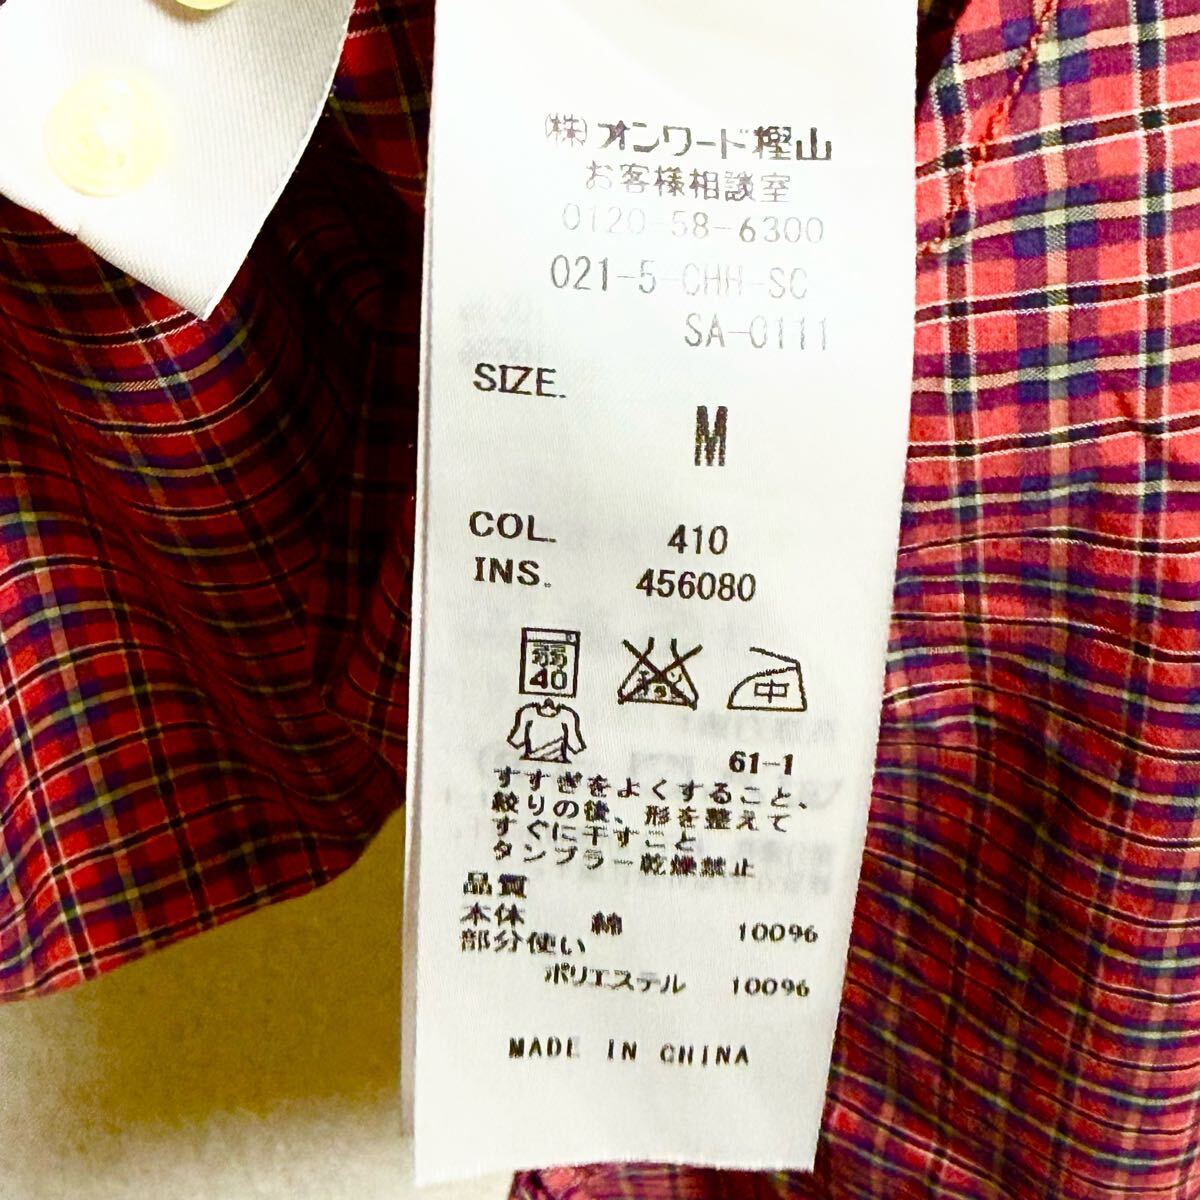 ㈱オンワード樫山
お客様相談室
0120-58-6300
021-5-CHH-SC
SA-0111
SIZE. M
COL. 410
INS. 456080
弱 40 中
61-1
すすぎをよくすること、
絞りの後、形を整えて
すぐに干すこと
タンブラー乾燥禁止
品質
本体 綿 100%
部分使い
ポリエステル 100%
MADE IN CHINA